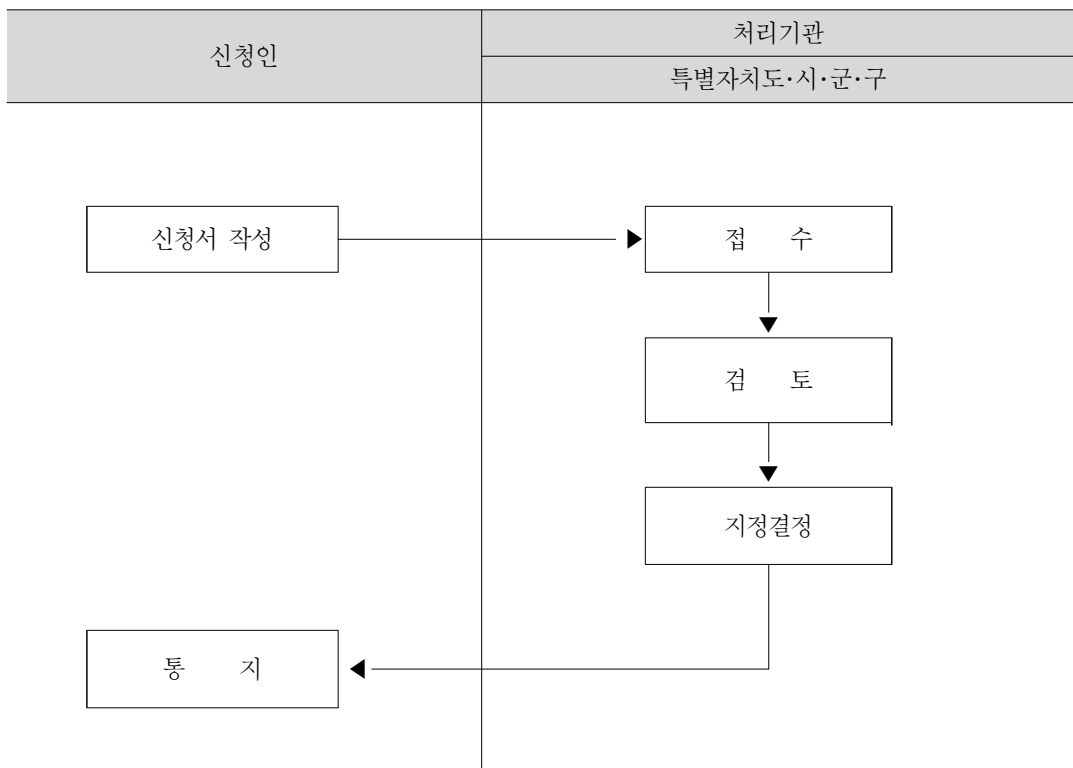 신청인
처리기관
특별자치도·시·군·구
신청서 작성
접 수
검 토
지정결정
통 지